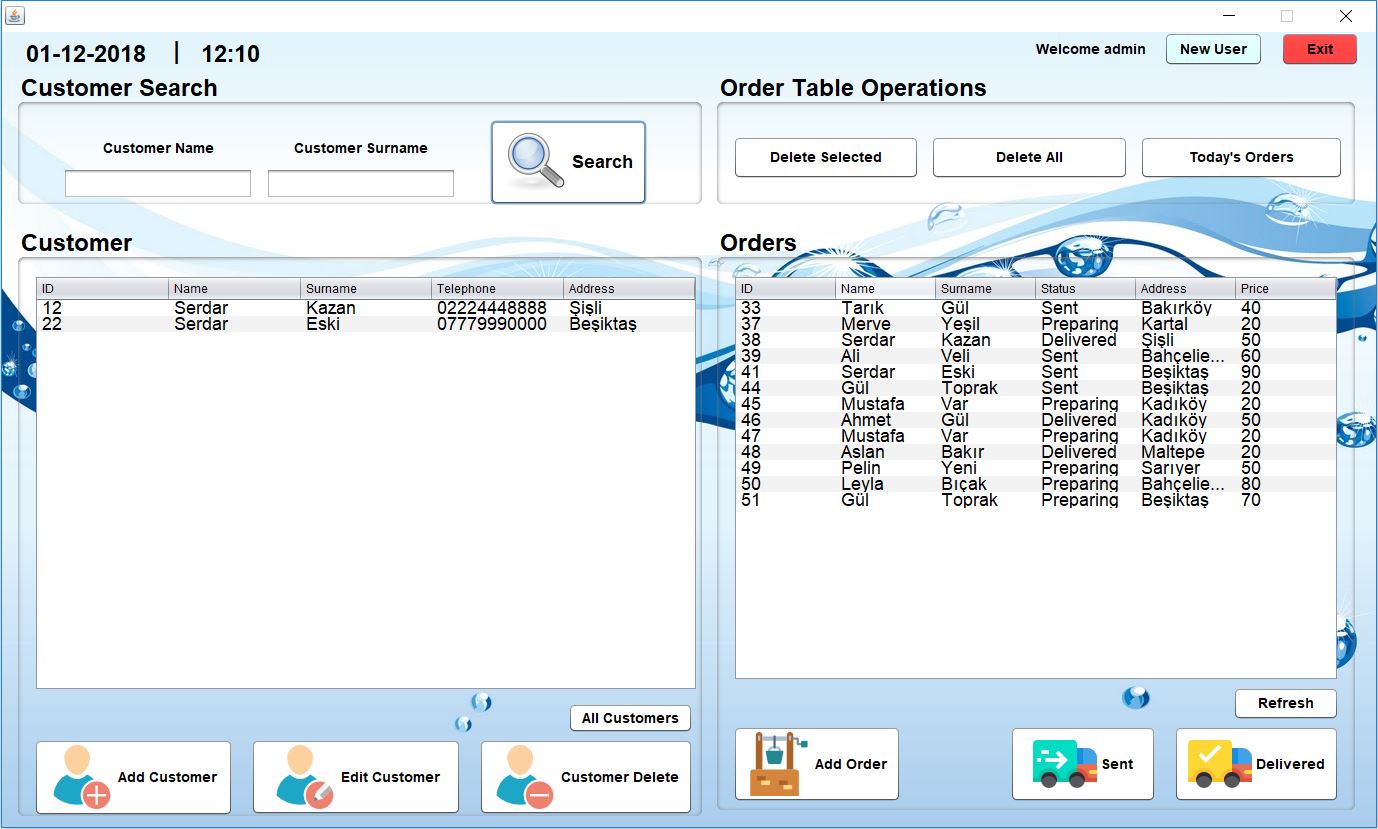 01-12-2018 | 12:10
Welcome admin
New User
Exit
Customer Search
Customer Name
Customer Surname
Search
Order Table Operations
Delete Selected
Delete All
Today's Orders
Customer
ID Name Surname Telephone Address
12 Serdar Kazan 02224448888 Şişli
22 Serdar Eski 07779990000 Beşiktaş
All Customers
Add Customer
Edit Customer
Customer Delete
Orders
ID Name Surname Status Address Price
33 Tarık Gül Sent Bakırköy 40
37 Merve Yeşil Preparing Kartal 20
38 Serdar Kazan Delivered Şişli 50
39 Ali Veli Sent Bahçelie... 60
41 Serdar Eski Sent Beşiktaş 90
44 Gül Toprak Sent Beşiktaş 20
45 Mustafa Var Preparing Kadıköy 20
46 Ahmet Gül Delivered Kadıköy 50
47 Mustafa Var Preparing Kadıköy 20
48 Aslan Bakır Delivered Maltepe 20
49 Pelin Yeni Preparing Sarıyer 50
50 Leyla Bıçak Preparing Bahçelie... 80
51 Gül Toprak Preparing Beşiktaş 70
Refresh
Add Order
Sent
Delivered